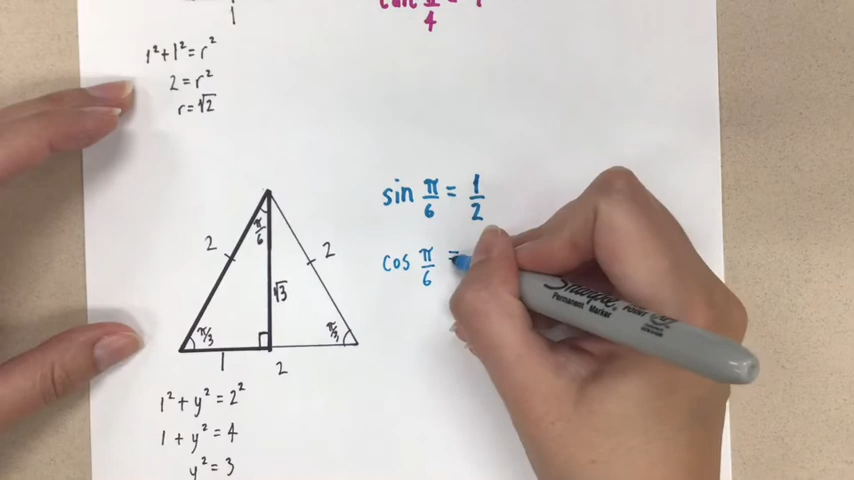 1
1² + 1² = r²
2 = r²
r = √2
π/6
2
2
√3
π/3
π/3
1
2
1² + y² = 2²
1 + y² = 4
y² = 3
sin π/6 = 1/2
cos π/6 =
Sharpie
Permanent Marker